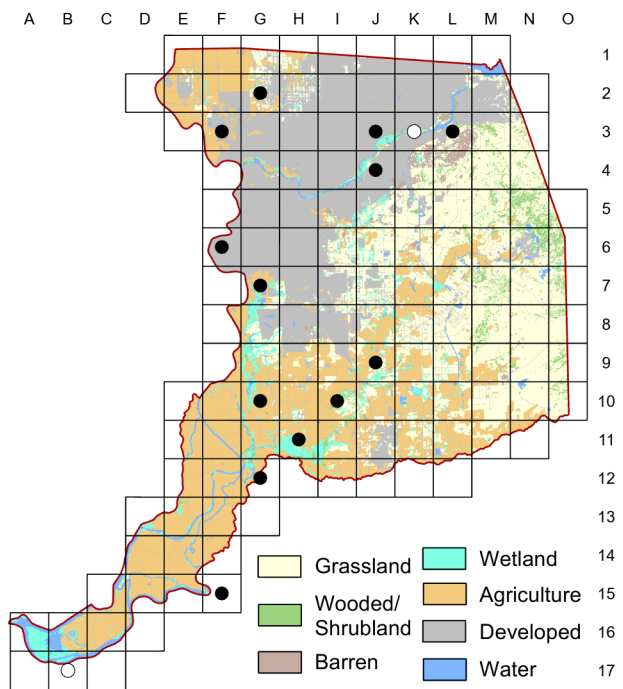 A B C D E F G H I J K L M N O
1
2
3
4
5
6
7
8
9
10
11
12
13
14
15
16
17
Grassland
Wooded/
Shrubland
Barren
Wetland
Agriculture
Developed
Water